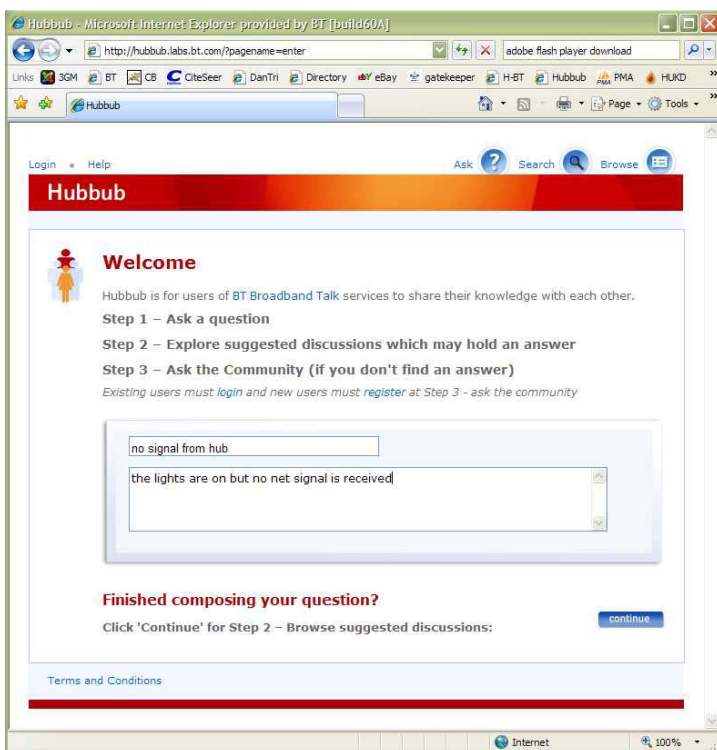 Hubbub - Microsoft Internet Explorer provided by BT [build60A]
http://hubbub.labs.bt.com/?pagename=enter adobe flash player download
Links 3GM BT CB CiteSeer DanTri Directory eBay gatekeeper H-BT Hubbub PMA HUKD »
Hubbub Page Tools »
Login • Help Ask ? Search Browse
Hubbub
Welcome
Hubbub is for users of BT Broadband Talk services to share their knowledge with each other.
Step 1 – Ask a question
Step 2 – Explore suggested discussions which may hold an answer
Step 3 – Ask the Community (if you don't find an answer)
Existing users must login and new users must register at Step 3 - ask the community
no signal from hub
the lights are on but no net signal is received
Finished composing your question?
continue
Click 'Continue' for Step 2 – Browse suggested discussions:
Terms and Conditions
Internet 100%